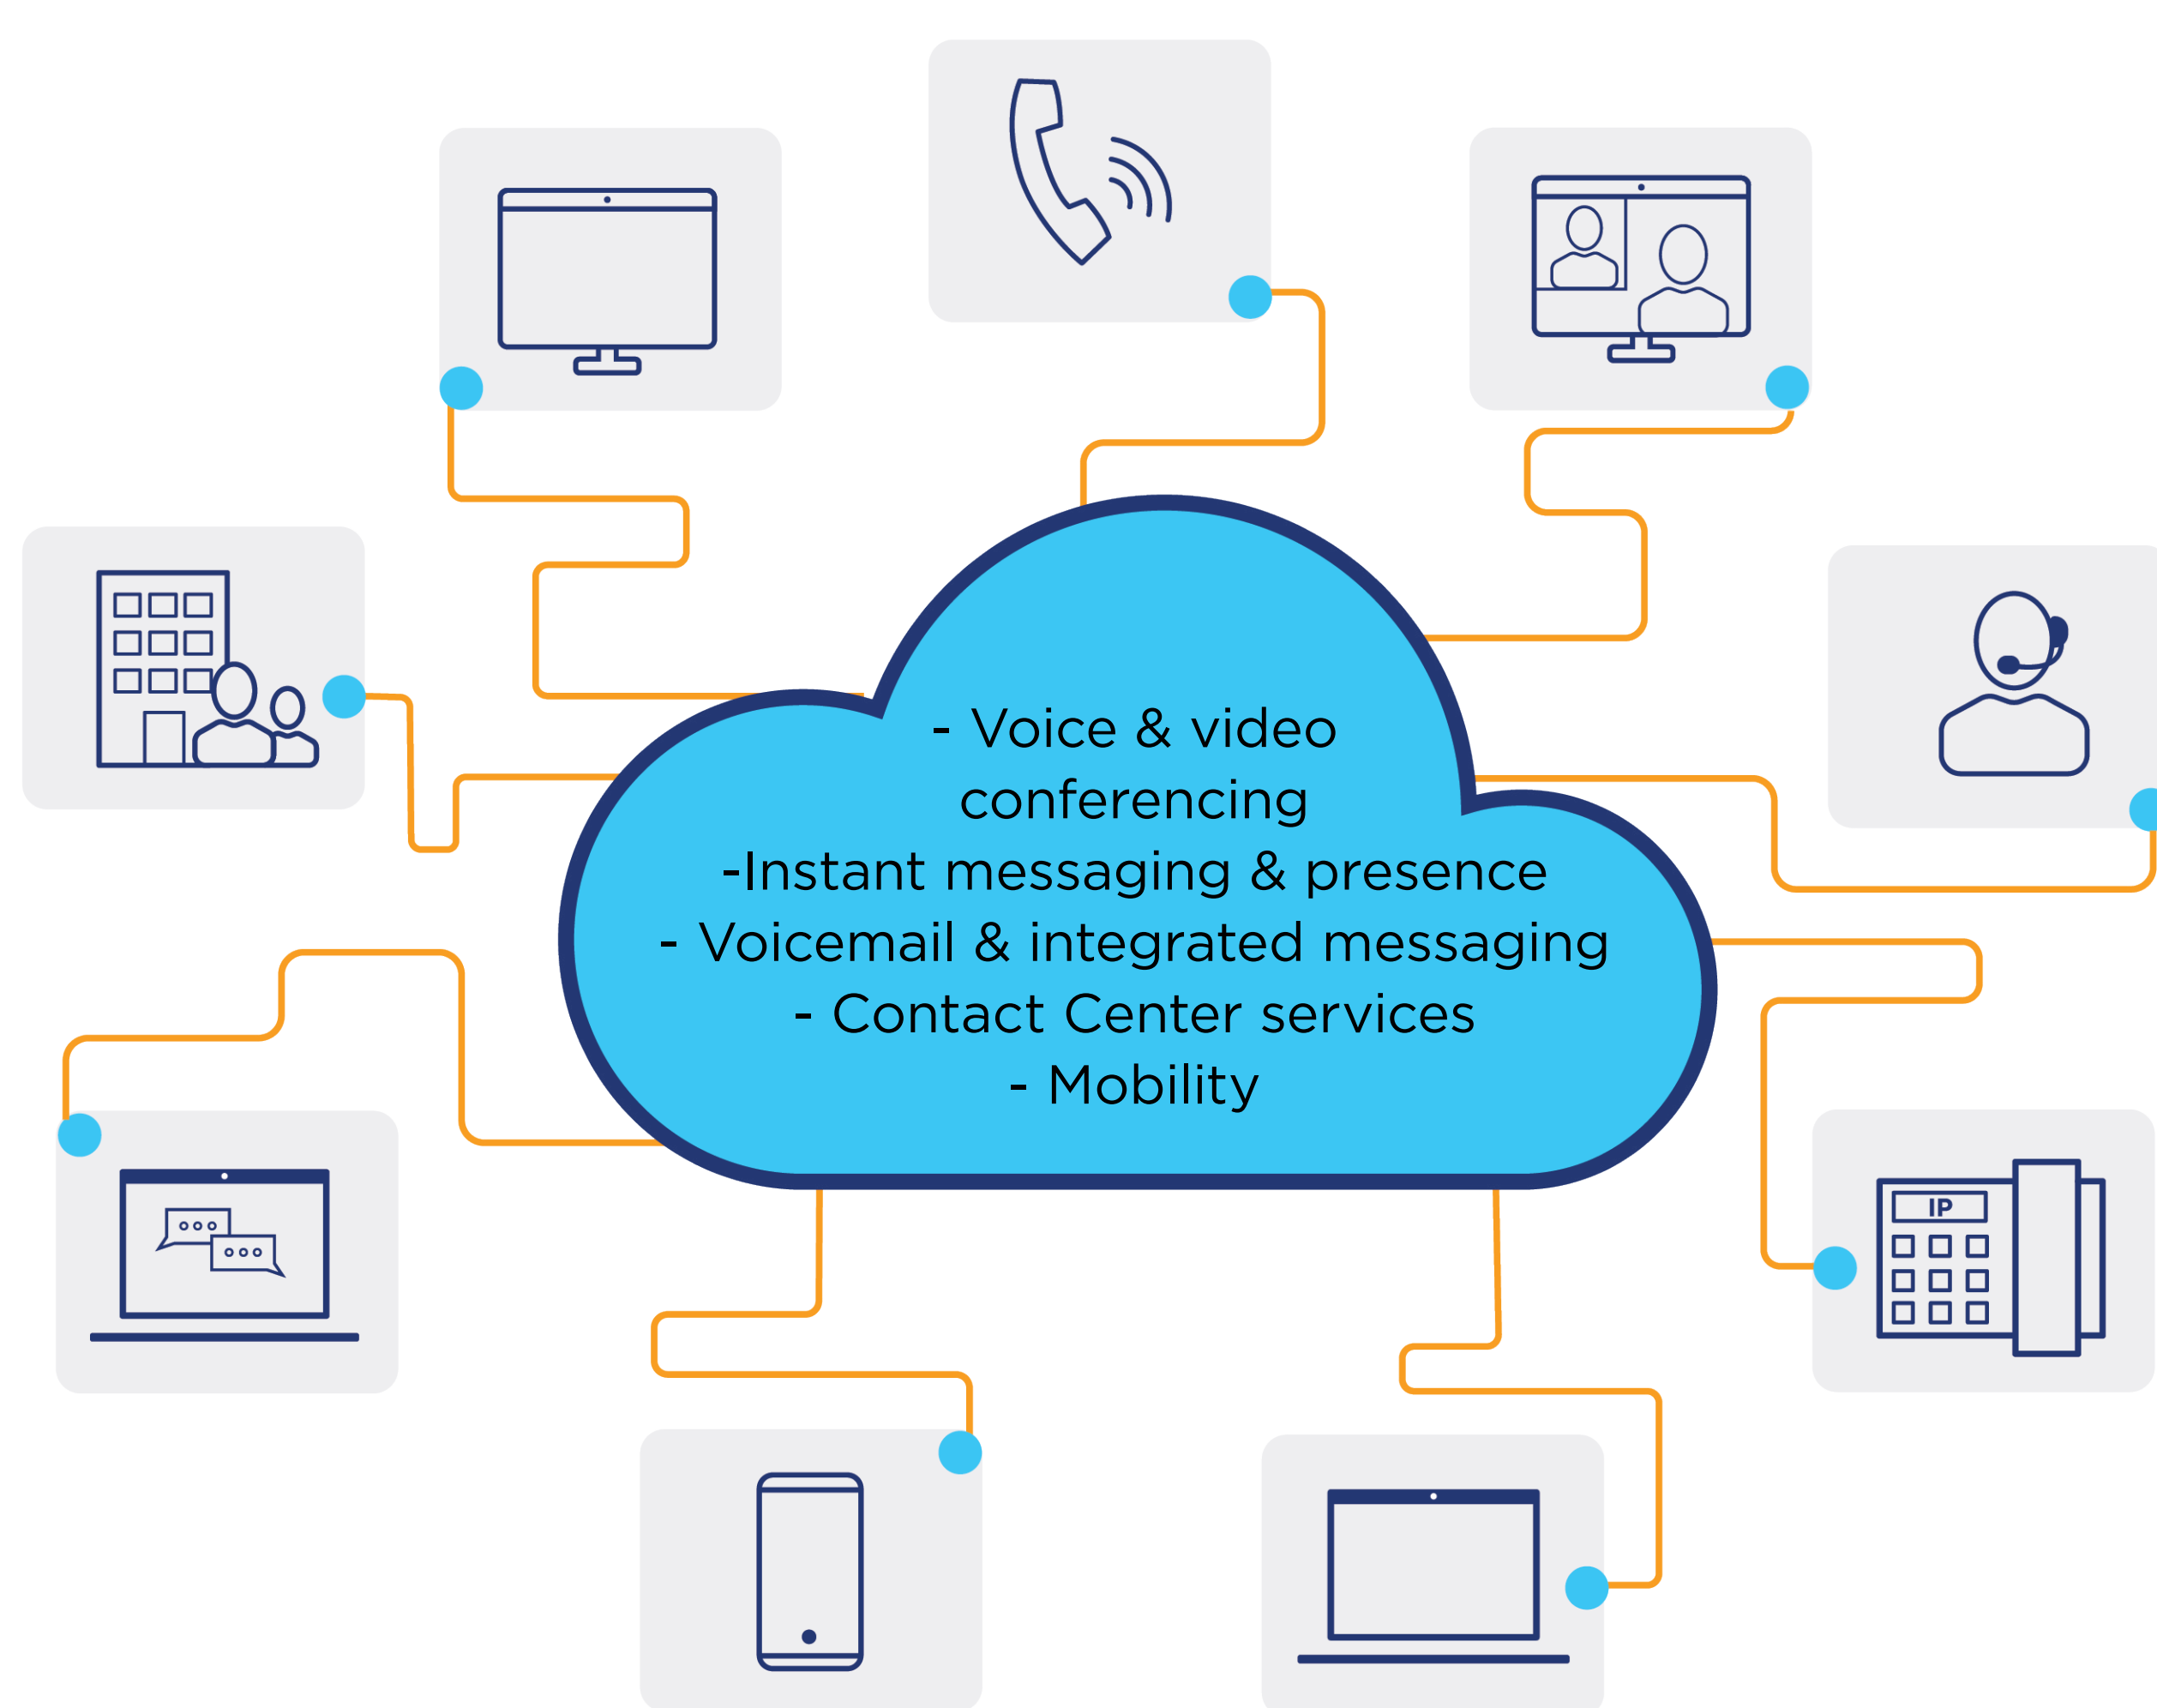 - Voice & video
conferencing
-Instant messaging & presence
- Voicemail & integrated messaging
- Contact Center services
- Mobility
IP